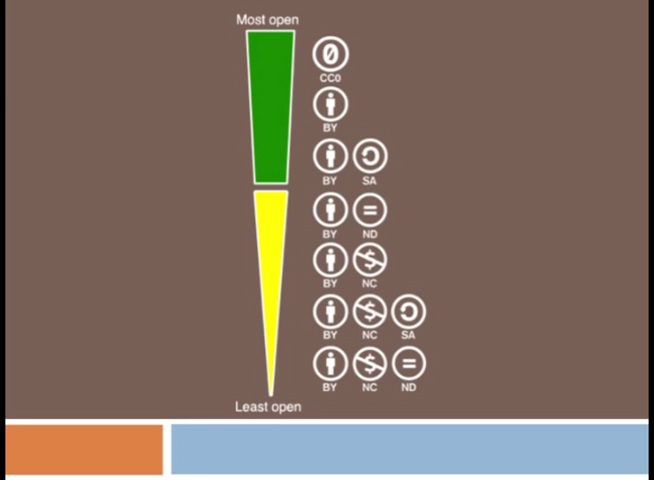 Most open
CC0
BY
BY SA
BY ND
BY NC
BY NC SA
BY NC ND
Least open